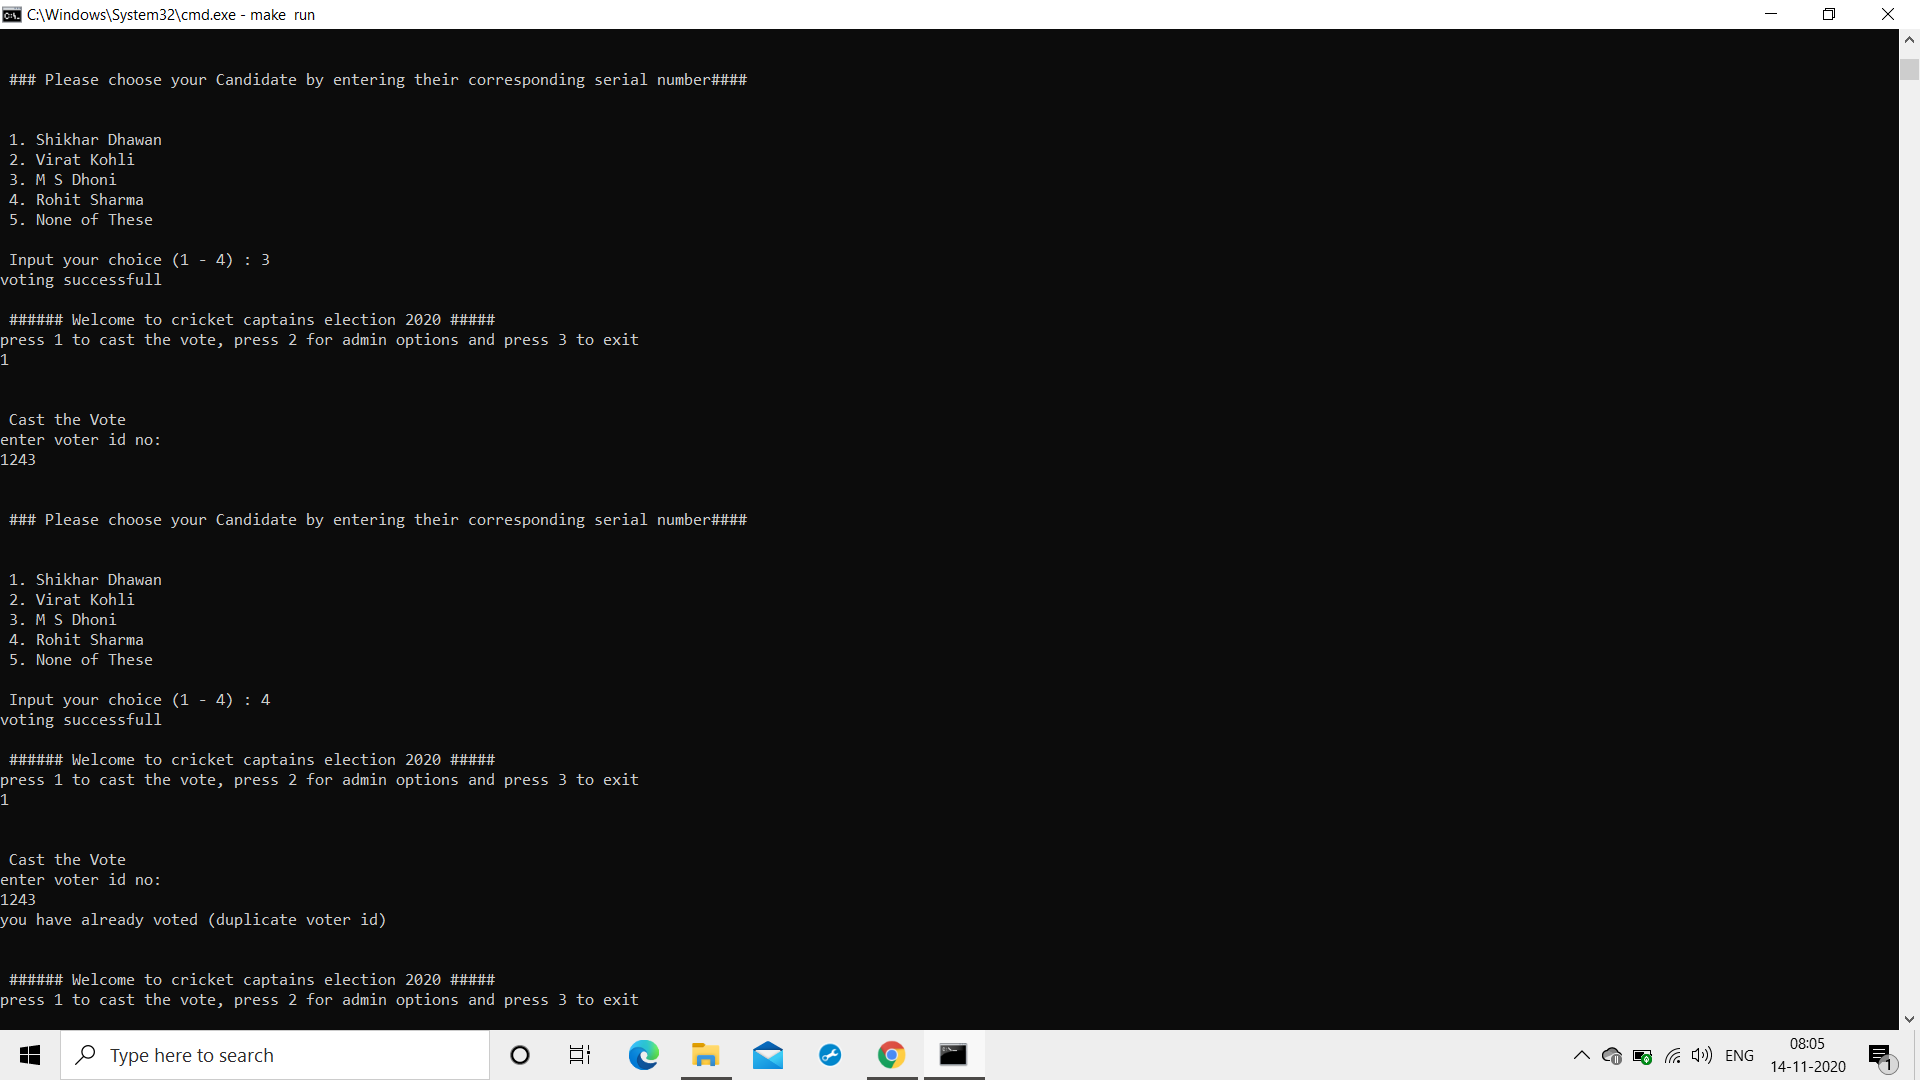 C:\Windows\System32\cmd.exe - make  run
### Please choose your Candidate by entering their corresponding serial number####
1. Shikhar Dhawan
2. Virat Kohli
3. M S Dhoni
4. Rohit Sharma
5. None of These
Input your choice (1 - 4) : 3
voting successfull
###### Welcome to cricket captains election 2020 #####
press 1 to cast the vote, press 2 for admin options and press 3 to exit
1
Cast the Vote
enter voter id no:
1243
### Please choose your Candidate by entering their corresponding serial number####
1. Shikhar Dhawan
2. Virat Kohli
3. M S Dhoni
4. Rohit Sharma
5. None of These
Input your choice (1 - 4) : 4
voting successfull
###### Welcome to cricket captains election 2020 #####
press 1 to cast the vote, press 2 for admin options and press 3 to exit
1
Cast the Vote
enter voter id no:
1243
you have already voted (duplicate voter id)
###### Welcome to cricket captains election 2020 #####
press 1 to cast the vote, press 2 for admin options and press 3 to exit
Type here to search
ENG
08:05
14-11-2020
1